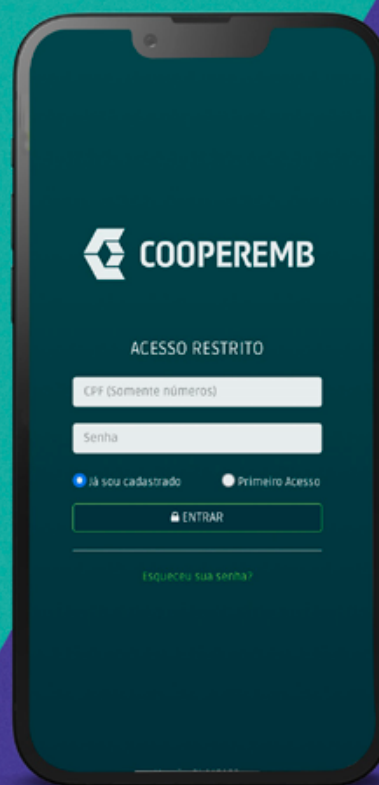 COOPEREMB
ACESSO RESTRITO
CPF (Somente números)
Senha
Já sou cadastrado Primeiro Acesso
ENTRAR
Esqueceu sua senha?